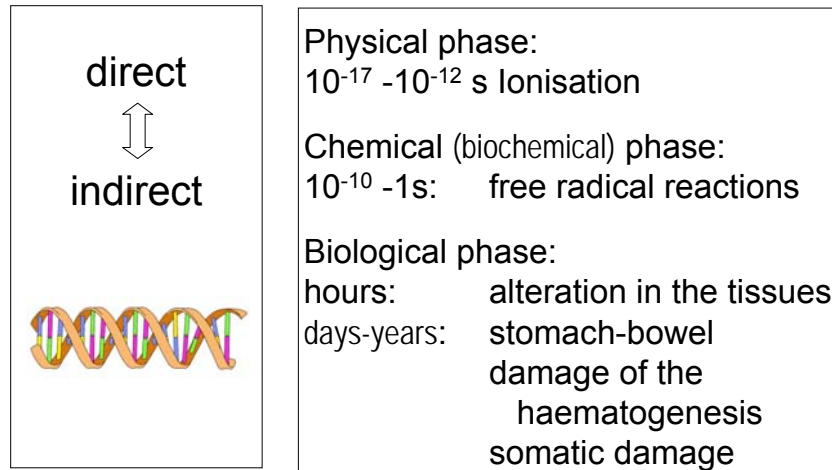 direct
indirect
Physical phase:
10⁻¹⁷ -10⁻¹² s Ionisation
Chemical (biochemical) phase:
10⁻¹⁰ -1s: free radical reactions
Biological phase:
hours: alteration in the tissues
days-years: stomach-bowel
damage of the
haematogenesis
somatic damage